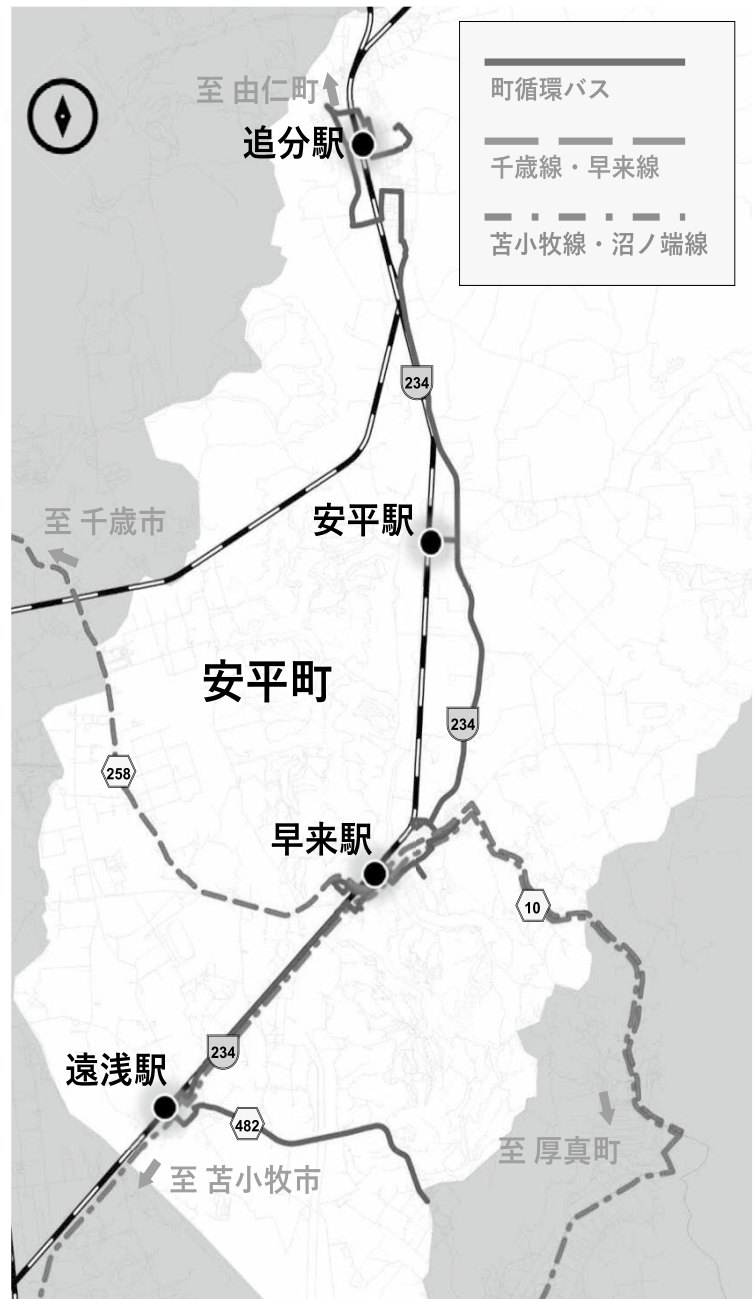 至 由仁町
追分駅
町循環バス
千歳線・早来線
苫小牧線・沼ノ端線
234
至 千歳市
安平駅
安平町
234
258
早来駅
10
234
遠浅駅
482
至 厚真町
至 苫小牧市